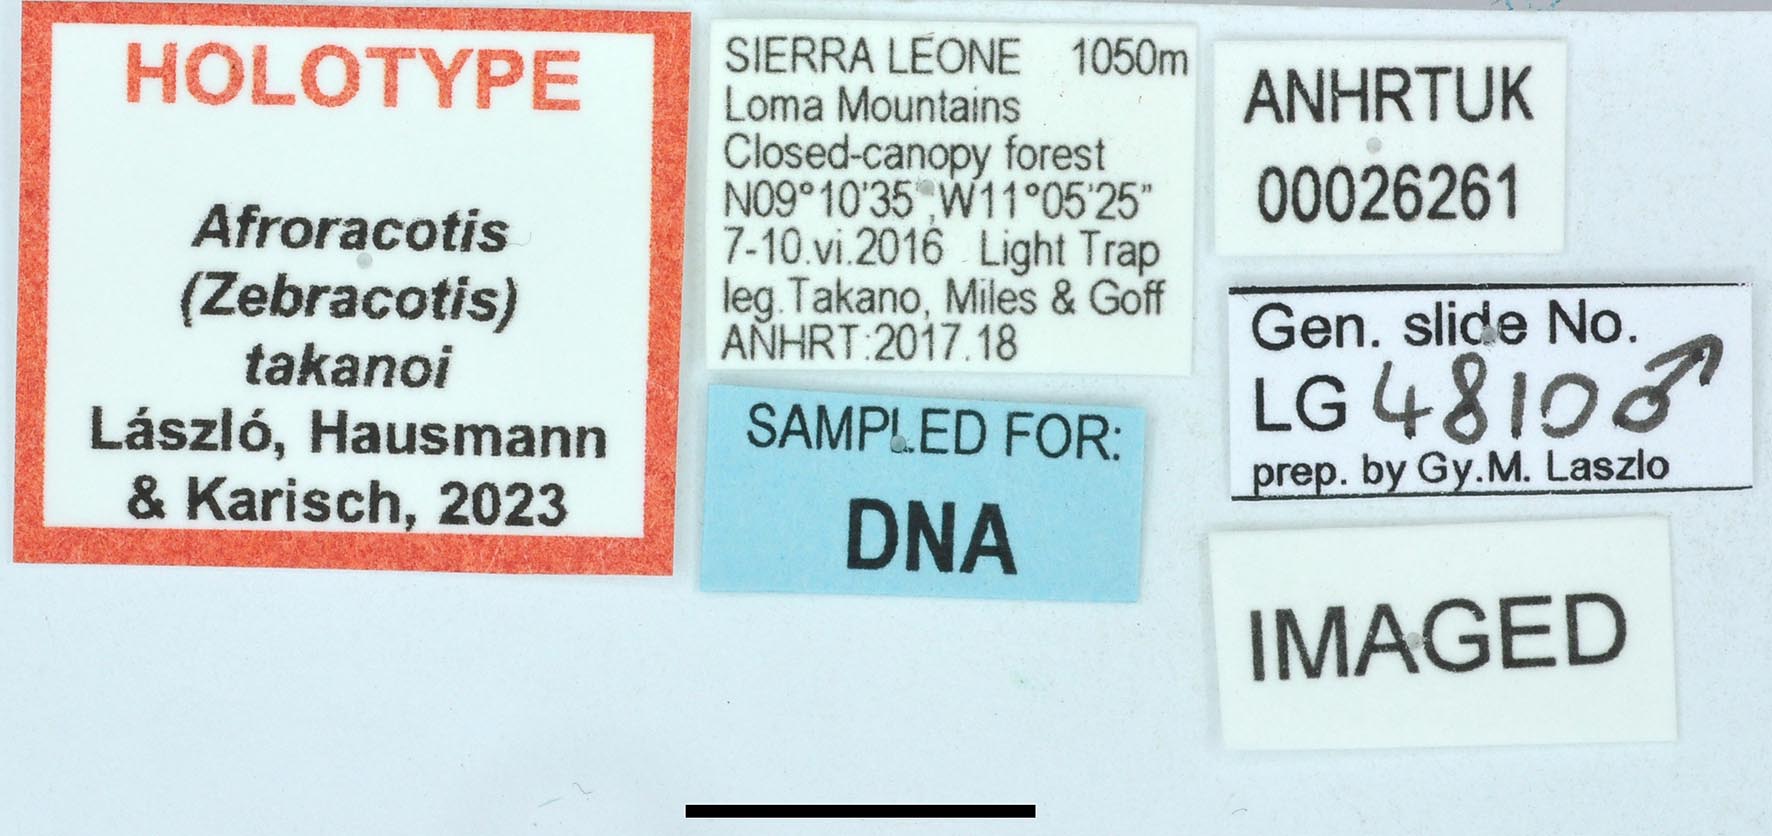 HOLOTYPE
Afroracotis
(Zebracotis)
takanoi
László, Hausmann
& Karisch, 2023
SIERRA LEONE 1050m
Loma Mountains
Closed-canopy forest
N09°10'35",W11°05'25"
7-10.vi.2016 Light Trap
leg.Takano, Miles & Goff
ANHRT:2017.18
SAMPLED FOR:
DNA
ANHRTUK
00026261
Gen. slide No.
LG 4810♂
prep. by Gy.M. Laszlo
IMAGED